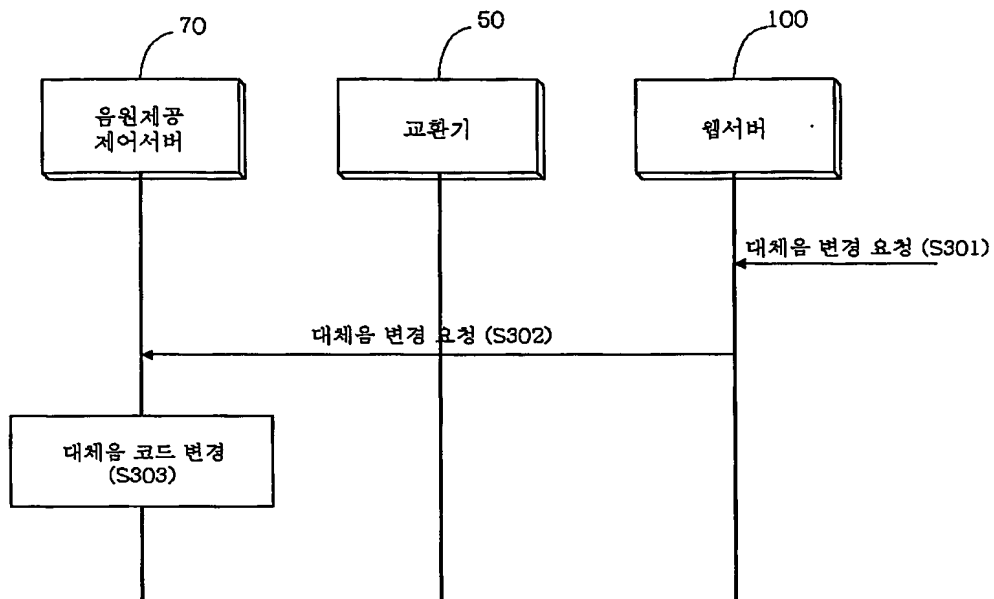 70
50
100
음원제공
제어서버
교환기
웹서버
대체음 변경 요청 (S301)
대체음 변경 요청 (S302)
대체음 코드 변경
(S303)